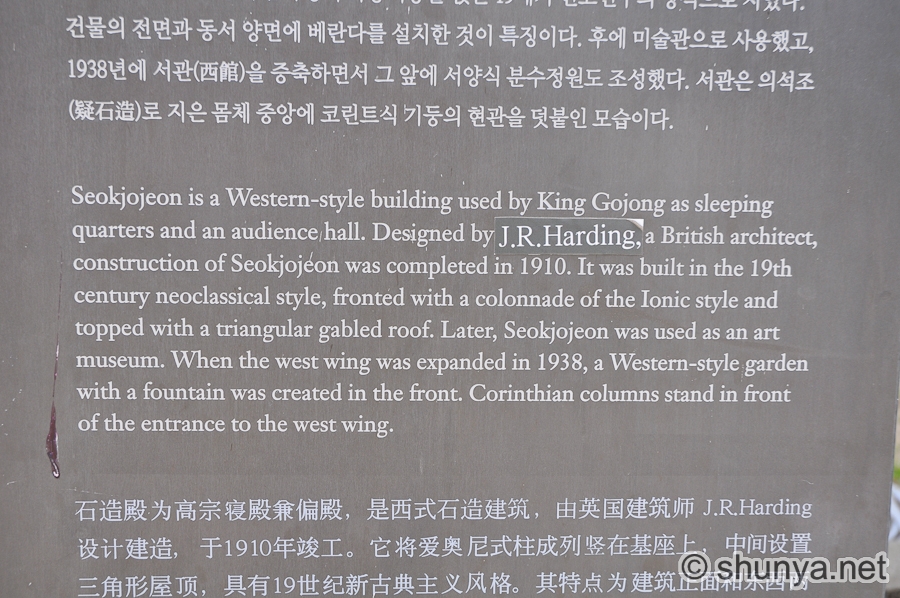 건물의 전면과 동서 양면에 베란다를 설치한 것이 특징이다. 후에 미술관으로 사용했고,
1938년에 서관(西館)을 증축하면서 그 앞에 서양식 분수정원도 조성했다. 서관은 의석조
(疑石造)로 지은 몸체 중앙에 코린트식 기둥의 현관을 덧붙인 모습이다.
Seokjojeon is a Western-style building used by King Gojong as sleeping
quarters and an audience hall. Designed by J.R.Harding, a British architect,
construction of Seokjojeon was completed in 1910. It was built in the 19th
century neoclassical style, fronted with a colonnade of the Ionic style and
topped with a triangular gabled roof. Later, Seokjojeon was used as an art
museum. When the west wing was expanded in 1938, a Western-style garden
with a fountain was created in the front. Corinthian columns stand in front
of the entrance to the west wing.
石造殿为高宗寝殿兼偏殿，是西式石造建筑，由英国建筑师 J.R.Harding
设计建造，于1910年竣工。它将爱奥尼式柱成列竖在基座上，中间设置
三角形屋顶，具有19世纪新古典主义风格。其特点为建筑正面和东西
© shunya.net